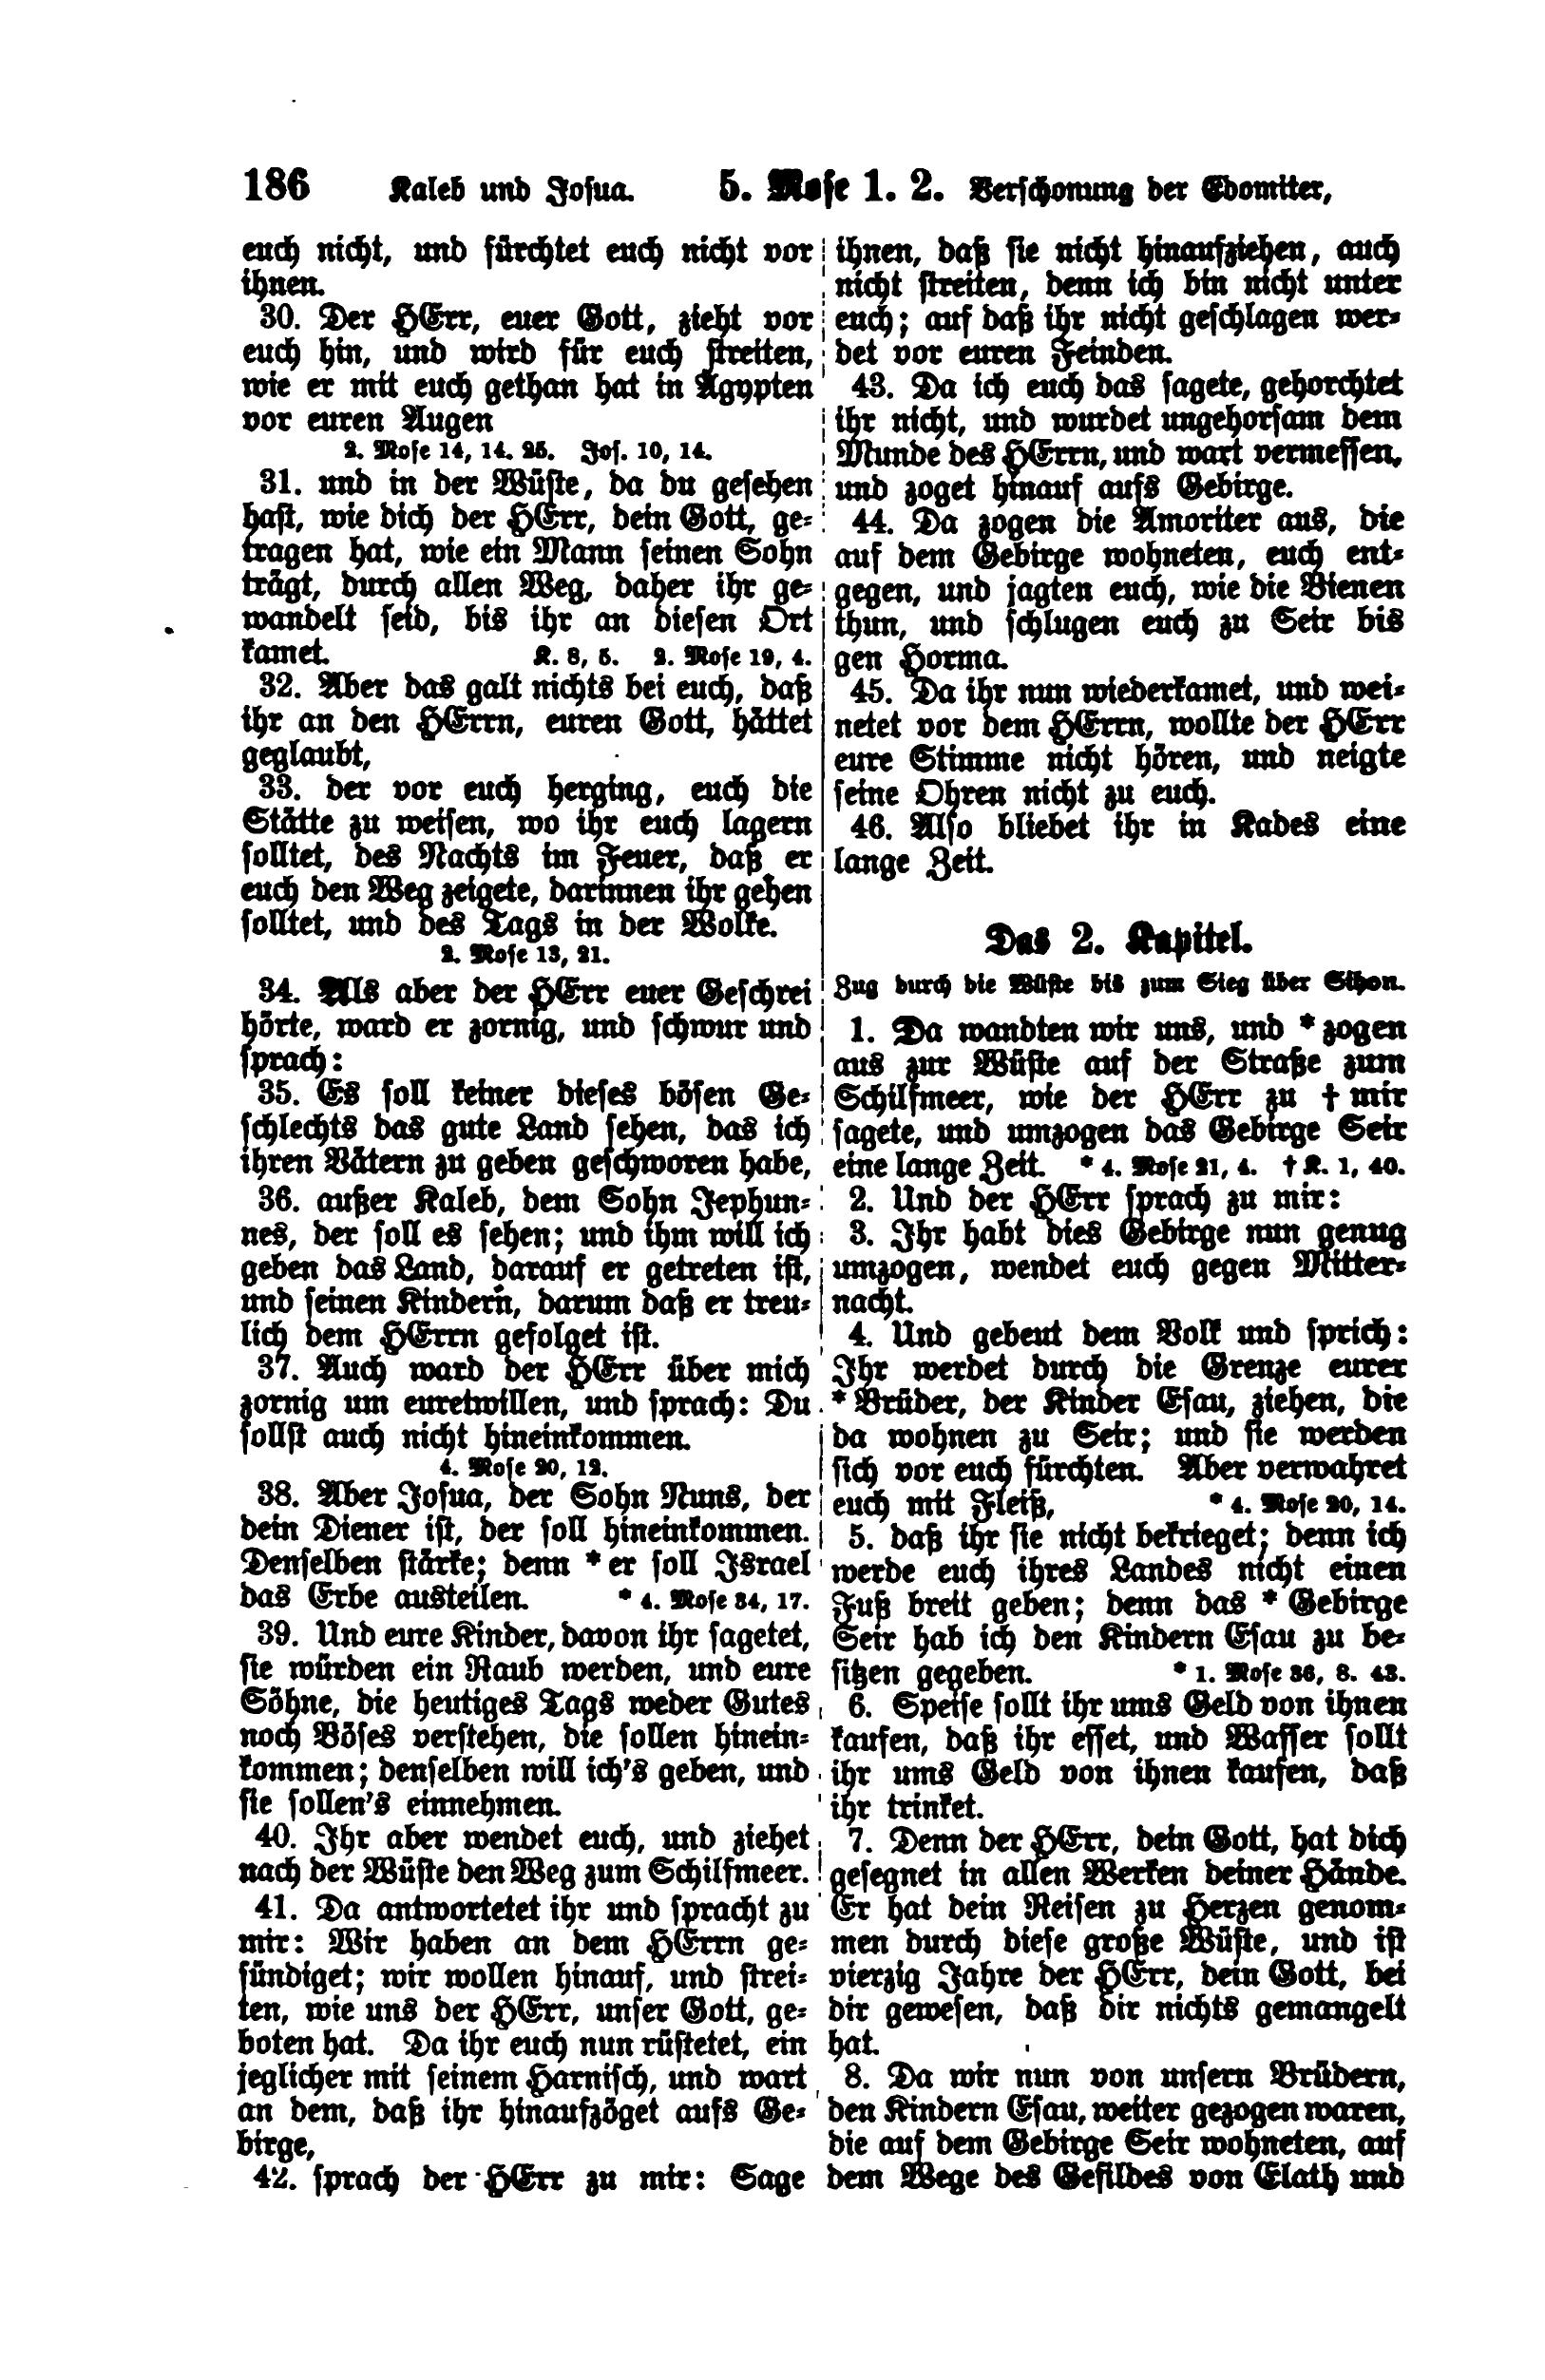 186 Kaleb und Josua. 5. Mose 1. 2. Verschonung der Edomiter,
euch nicht, und fürchtet euch nicht vor
ihnen.
30. Der HErr, euer Gott, zieht vor
euch hin, und wird für euch streiten,
wie er mit euch gethan hat in Ägypten
vor euren Augen
2. Mose 14, 14. 25. Jos. 10, 14.
31. und in der Wüste, da du gesehen
hast, wie dich der HErr, dein Gott, ge-
tragen hat, wie ein Mann seinen Sohn
trägt, durch allen Weg, daher ihr ge-
wandelt seid, bis ihr an diesen Ort
kamet. K. 8, 5. 2. Mose 19, 4.
32. Aber das galt nichts bei euch, daß
ihr an den HErrn, euren Gott, hättet
geglaubt,
33. der vor euch herging, euch die
Stätte zu weisen, wo ihr euch lagern
solltet, des Nachts im Feuer, daß er
euch den Weg zeigete, darinnen ihr gehen
solltet, und des Tags in der Wolke.
2. Mose 13, 21.
34. Als aber der HErr euer Geschrei
hörte, ward er zornig, und schwur und
sprach:
35. Es soll keiner dieses bösen Ge-
schlechts das gute Land sehen, das ich
ihren Vätern zu geben geschworen habe,
36. außer Kaleb, dem Sohn Jephun-
nes, der soll es sehen; und ihm will ich
geben das Land, darauf er getreten ist,
und seinen Kindern, darum daß er treu-
lich dem HErrn gefolget ist.
37. Auch ward der HErr über mich
zornig um euretwillen, und sprach: Du
sollst auch nicht hineinkommen.
4. Mose 20, 12.
38. Aber Josua, der Sohn Nuns, der
dein Diener ist, der soll hineinkommen.
Denselben stärke; denn * er soll Israel
das Erbe austeilen. * 4. Mose 34, 17.
39. Und eure Kinder, davon ihr sagetet,
sie würden ein Raub werden, und eure
Söhne, die heutiges Tags weder Gutes
noch Böses verstehen, die sollen hinein-
kommen; denselben will ich's geben, und
sie sollen's einnehmen.
40. Ihr aber wendet euch, und ziehet
nach der Wüste den Weg zum Schilfmeer.
41. Da antwortetet ihr und spracht zu
mir: Wir haben an dem HErrn ge-
sündiget; wir wollen hinauf, und strei-
ten, wie uns der HErr, unser Gott, ge-
boten hat. Da ihr euch nun rüstetet, ein
jeglicher mit seinem Harnisch, und wart
an dem, daß ihr hinaufzöget aufs Ge-
birge,
42. sprach der HErr zu mir: Sage
ihnen, daß sie nicht hinaufziehen, auch
nicht streiten, denn ich bin nicht unter
euch; auf daß ihr nicht geschlagen wer-
det vor euren Feinden.
43. Da ich euch das sagete, gehorchtet
ihr nicht, und wurdet ungehorsam dem
Munde des HErrn, und wart vermessen,
und zoget hinauf aufs Gebirge.
44. Da zogen die Amoriter aus, die
auf dem Gebirge wohneten, euch ent-
gegen, und jagten euch, wie die Bienen
thun, und schlugen euch zu Seir bis
gen Horma.
45. Da ihr nun wiederkamet, und wei-
netet vor dem HErrn, wollte der HErr
eure Stimme nicht hören, und neigte
seine Ohren nicht zu euch.
46. Also bliebet ihr in Kades eine
lange Zeit.
Das 2. Kapitel.
Zug durch die Wüste bis zum Sieg über Sihon.
1. Da wandten wir uns, und * zogen
aus zur Wüste auf der Straße zum
Schilfmeer, wie der HErr zu † mir
sagete, und umzogen das Gebirge Seir
eine lange Zeit. * 4. Mose 21, 4. † K. 1, 40.
2. Und der HErr sprach zu mir:
3. Ihr habt dies Gebirge nun genug
umzogen, wendet euch gegen Mitter-
nacht.
4. Und gebeut dem Volk und sprich:
Ihr werdet durch die Grenze eurer
* Brüder, der Kinder Esau, ziehen, die
da wohnen zu Seir; und sie werden
sich vor euch fürchten. Aber verwahret
euch mit Fleiß, * 4. Mose 20, 14.
5. daß ihr sie nicht bekrieget; denn ich
werde euch ihres Landes nicht einen
Fuß breit geben; denn das * Gebirge
Seir hab ich den Kindern Esau zu be-
sitzen gegeben. * 1. Mose 36, 8. 43.
6. Speise sollt ihr ums Geld von ihnen
kaufen, daß ihr esset, und Wasser sollt
ihr ums Geld von ihnen kaufen, daß
ihr trinket.
7. Denn der HErr, dein Gott, hat dich
gesegnet in allen Werken deiner Hände.
Er hat dein Reisen zu Herzen genom-
men durch diese große Wüste, und ist
vierzig Jahre der HErr, dein Gott, bei
dir gewesen, daß dir nichts gemangelt
hat.
8. Da wir nun von unsern Brüdern,
den Kindern Esau, weiter gezogen waren,
die auf dem Gebirge Seir wohneten, auf
dem Wege des Gefildes von Elath und